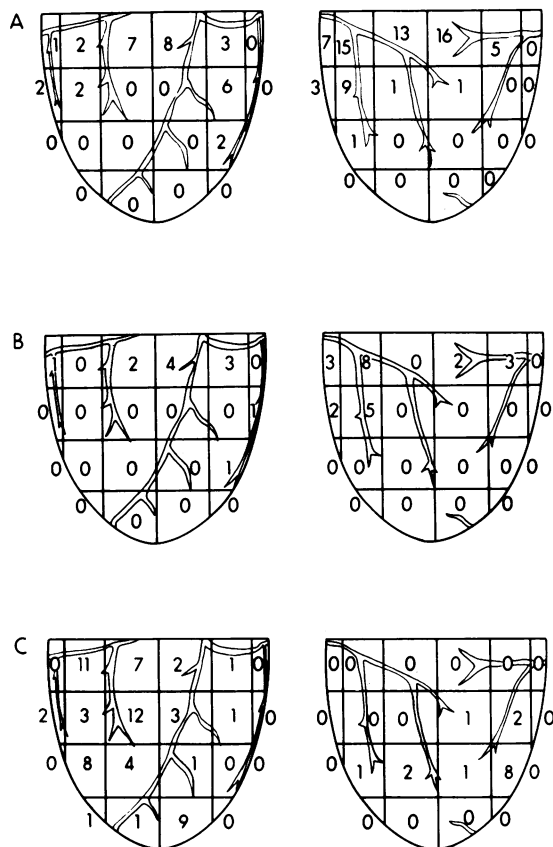 A
1 2 7 8 3 0 7 15 13 16 5 0
2 2 0 0 6 0 3 9 1 1 0 0
0 0 0 0 2 0 1 0 0 0 0
0 0 0 0 0 0 0 0
B
1 0 2 4 3 0 3 8 0 2 3 0
0 0 0 0 0 1 2 5 0 0 0 0
0 0 0 0 1 0 0 0 0 0 0
0 0 0 0 0 0 0 0
C
0 11 7 2 1 0 0 0 0 0 0 0
2 3 12 3 1 0 0 0 0 1 2 0
0 8 4 1 0 0 0 1 2 1 8 0
1 1 9 0 0 0 0 0 0